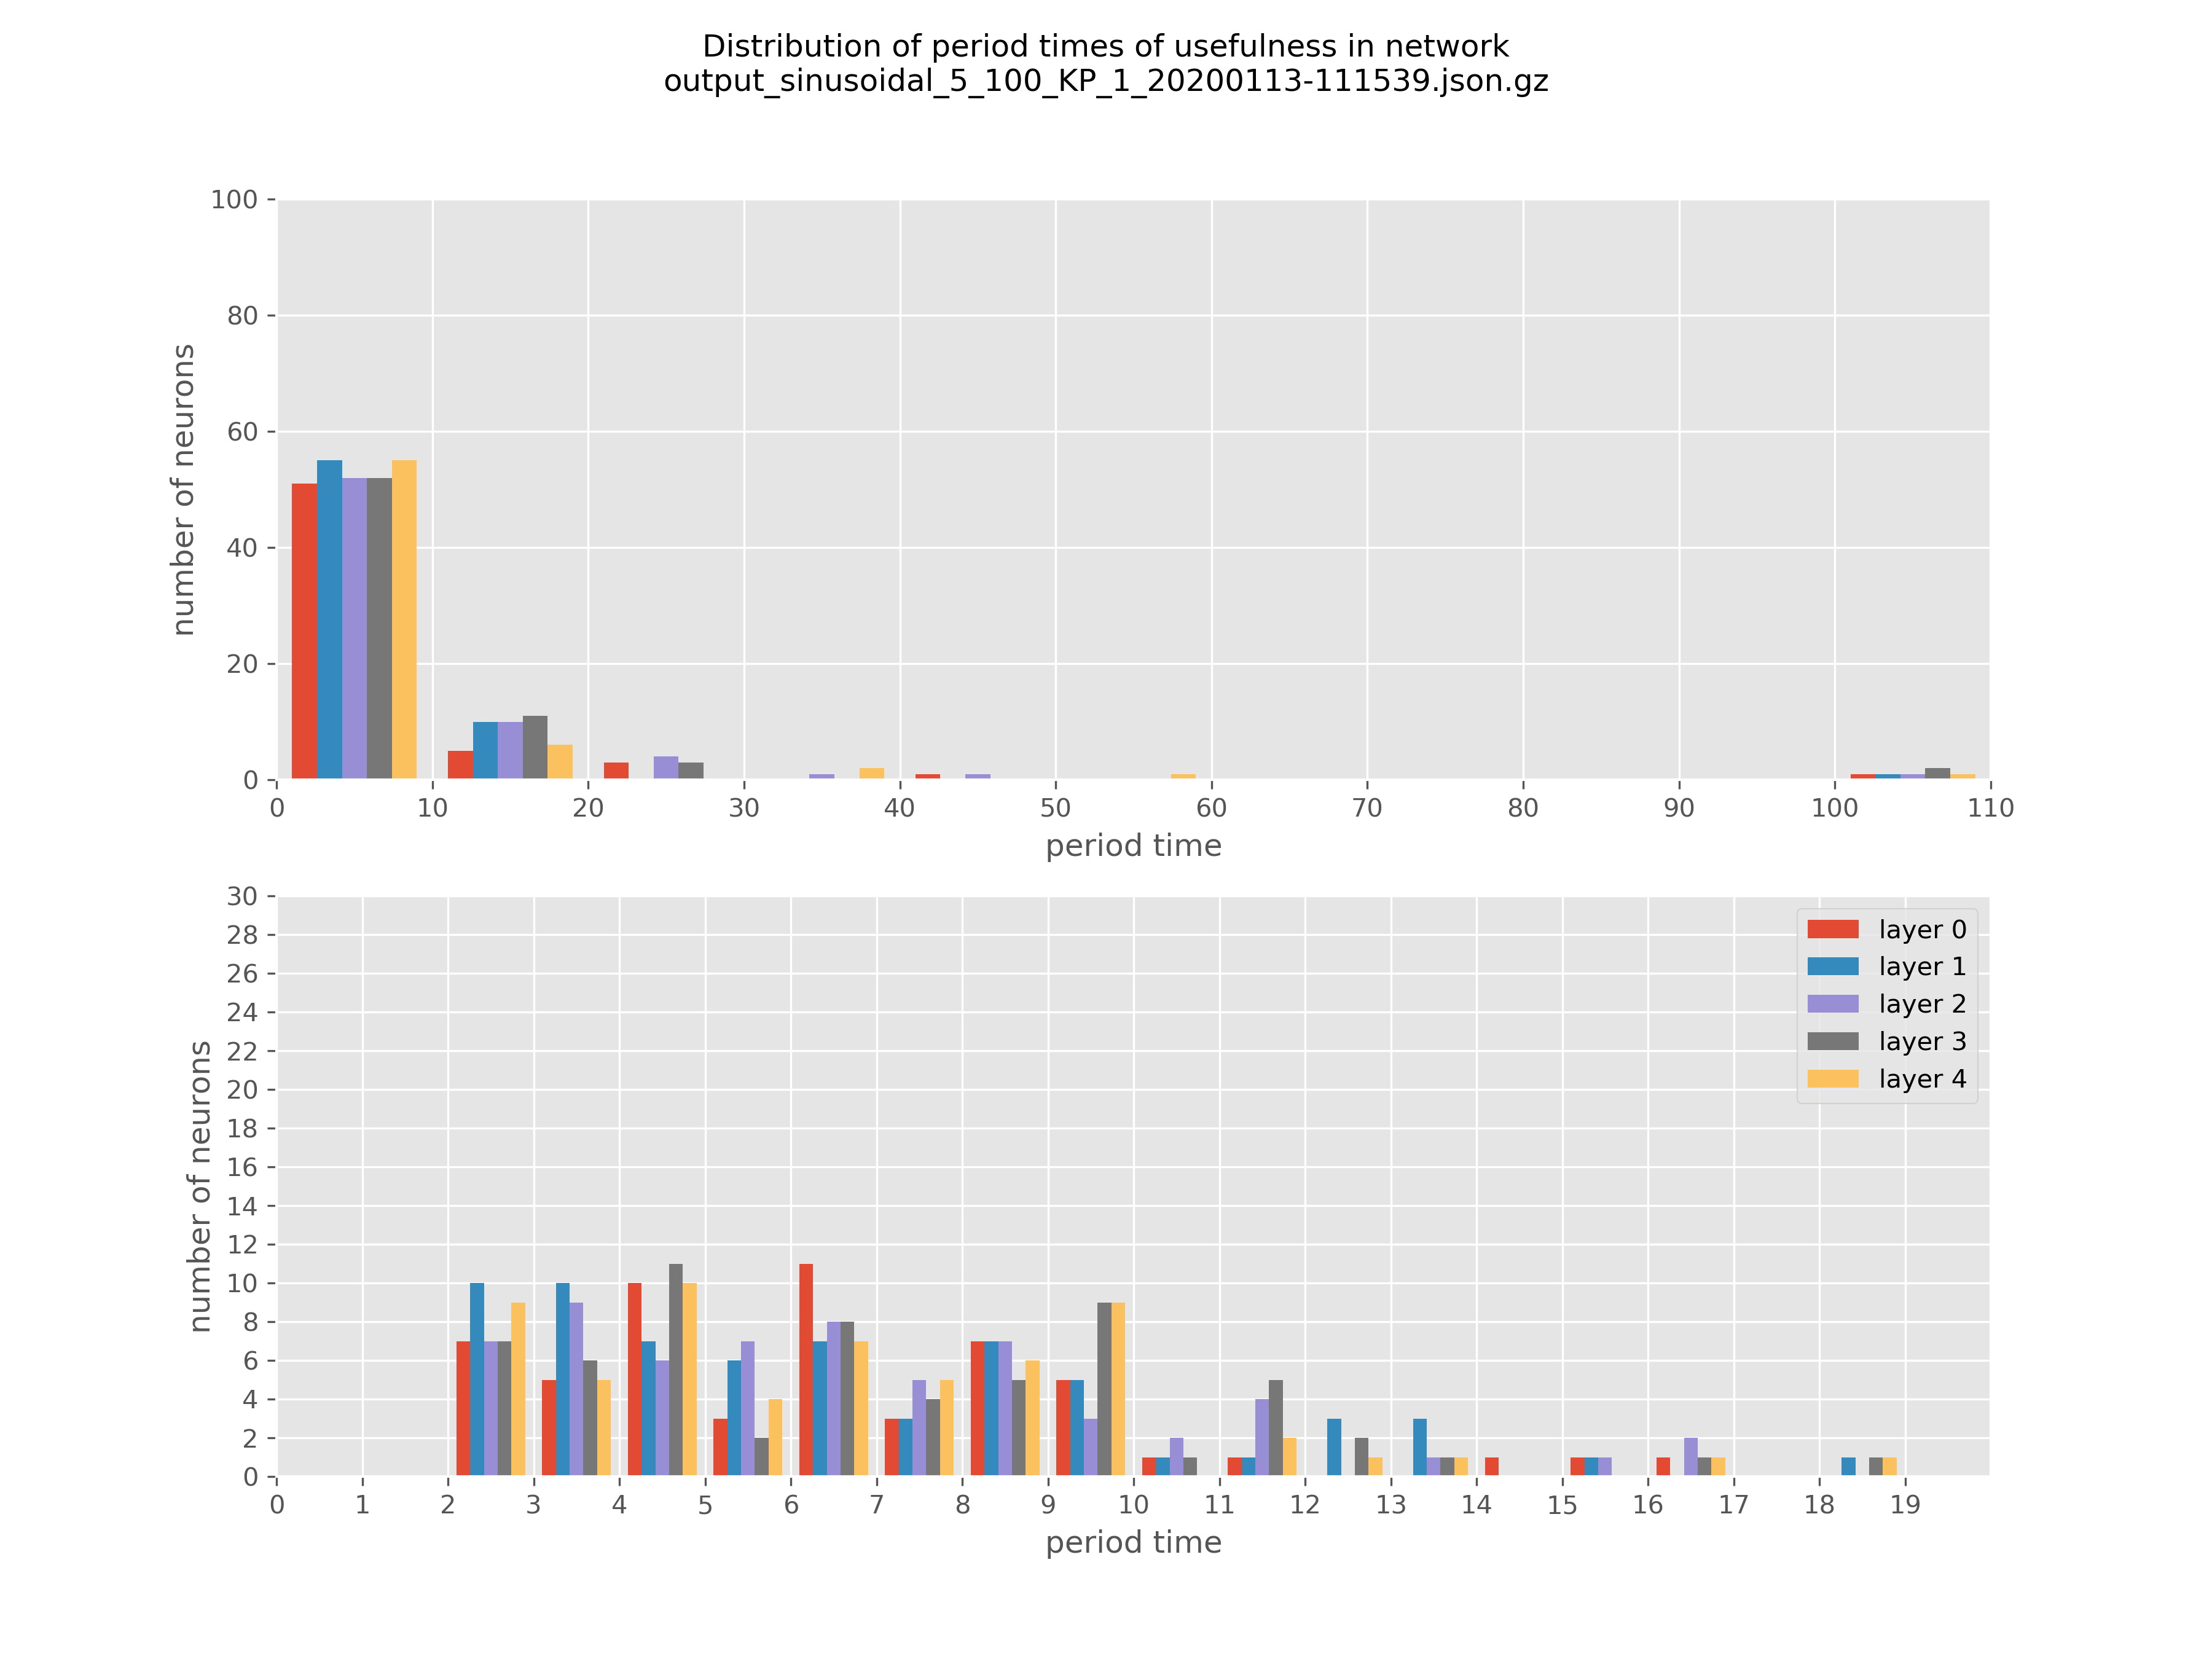 Distribution of period times of usefulness in network
output_sinusoidal_5_100_KP_1_20200113-111539.json.gz
100
80
60
40
20
0
number of neurons
0 10 20 30 40 50 60 70 80 90 100 110
period time
30
28
26
24
22
20
18
16
14
12
10
8
6
4
2
0
number of neurons
layer 0
layer 1
layer 2
layer 3
layer 4
0 1 2 3 4 5 6 7 8 9 10 11 12 13 14 15 16 17 18 19
period time